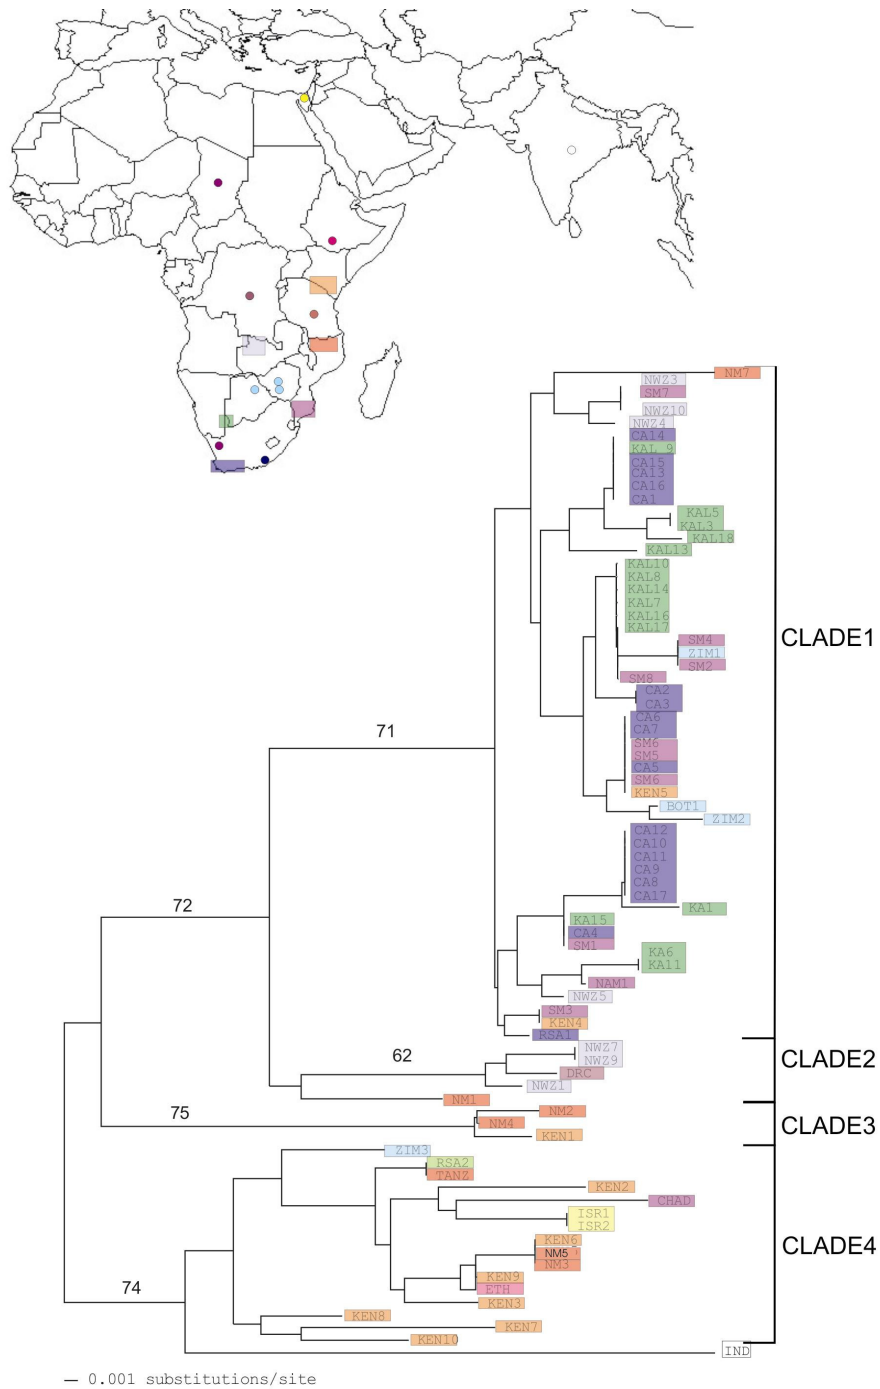 NM7
NWZ3
SM7
NWZ10
NWZ4
CA14
KAL 9
CA15
CA13
CA16
CA1
KAL5
KAL3
KAL18
KAL13
KAL10
KAL8
KAL14
KAL7
KAL16
KAL17
CLADE1
SM4
ZIM1
SM2
SM8
CA2
CA3
CA6
CA7
71
SM6
SM5
CA5
SM6
KEN5
BOT1
ZIM2
CA12
CA10
CA11
CA9
CA8
CA17
72
KA1
KA15
CA4
SM1
KA6
KA11
NAM1
NWZ5
SM3
KEN4
RSA1
62
NWZ7
NWZ9
CLADE2
DRC
NWZ1
NM1
75
NM2
NM4
CLADE3
KEN1
ZIM3
RSA2
TANZ
KEN2
CHAD
ISR1
ISR2
KEN6
CLADE4
NM5
NM3
KEN9
74
ETH
KEN3
KEN8
KEN7
KEN10
IND
0.001 substitutions/site